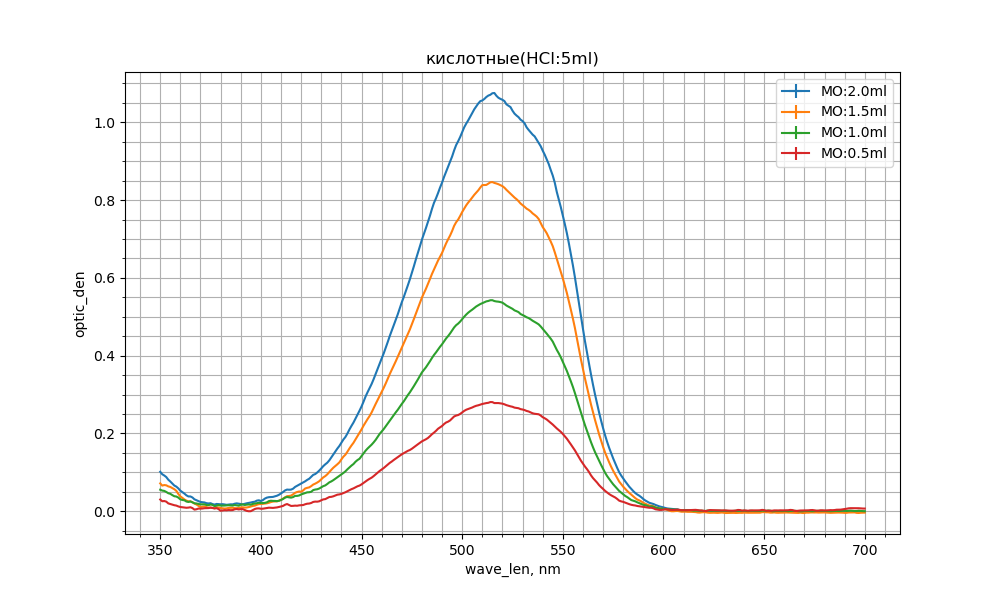 кислотные(HCl:5ml)
MO:2.0ml
MO:1.5ml
MO:1.0ml
MO:0.5ml
optic_den
1.0
0.8
0.6
0.4
0.2
0.0
350 400 450 500 550 600 650 700
wave_len, nm